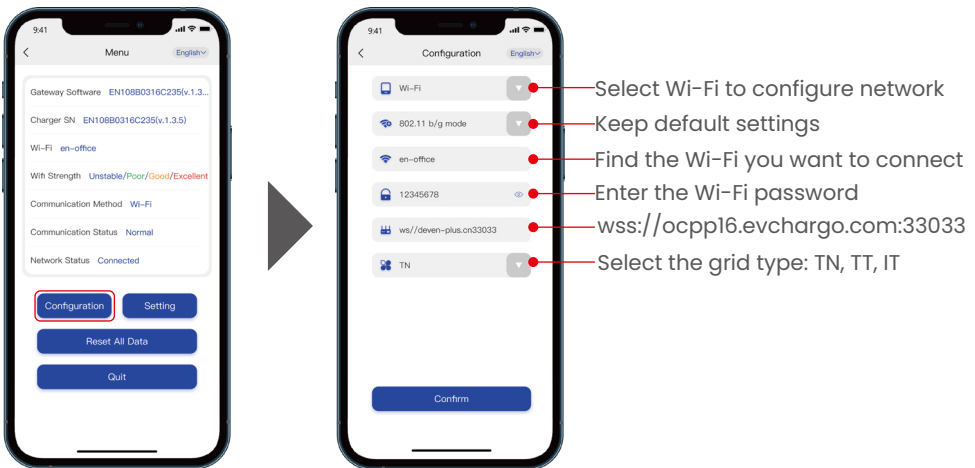 9:41
Menu
English
Gateway Software EN108B0316C235(v.1.3...
Charger SN EN108B0316C235(v.1.3.5)
Wi-Fi en-office
Wifi Strength Unstable/Poor/Good/Excellent
Communication Method Wi-Fi
Communication Status Normal
Network Status Connected
Configuration
Setting
Reset All Data
Quit
9:41
Configuration
English
Wi-Fi
Select Wi-Fi to configure network
802.11 b/g mode
Keep default settings
en-office
Find the Wi-Fi you want to connect
12345678
Enter the Wi-Fi password
ws//deven-plus.cn33033
wss://ocpp16.evchargo.com:33033
TN
Select the grid type: TN, TT, IT
Confirm